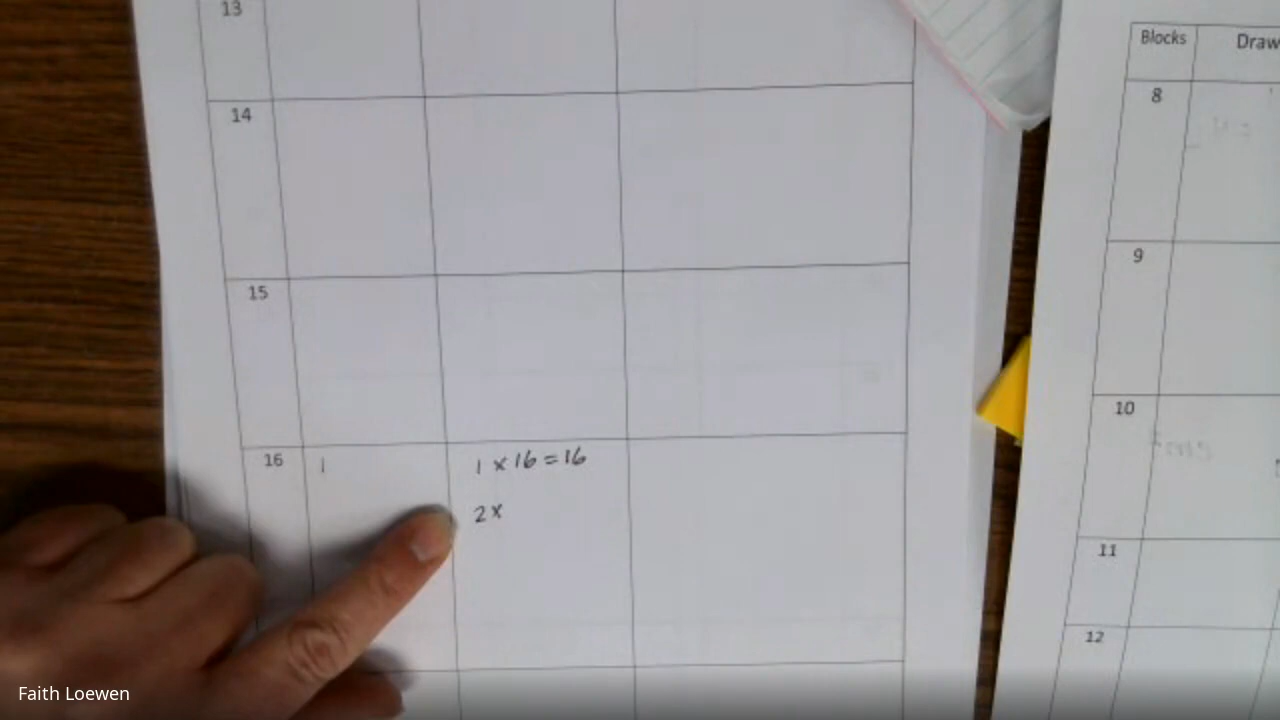 13
14
15
16
1
1 x 16 = 16
2 x
Blocks
Draw
8
9
10
11
12
Faith Loewen